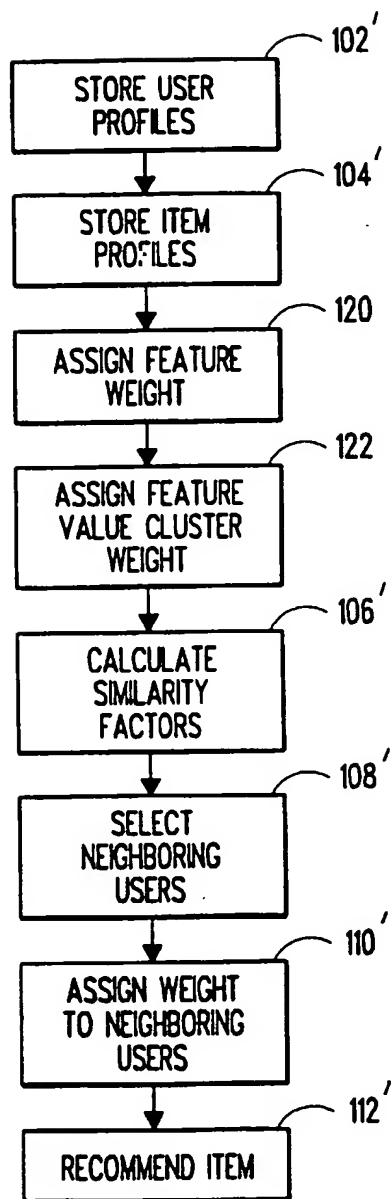 102'
STORE USER
PROFILES
104'
STORE ITEM
PROFILES
120
ASSIGN FEATURE
WEIGHT
122
ASSIGN FEATURE
VALUE CLUSTER
WEIGHT
106'
CALCULATE
SIMILARITY
FACTORS
108'
SELECT
NEIGHBORING
USERS
110'
ASSIGN WEIGHT
TO NEIGHBORING
USERS
112'
RECOMMEND ITEM